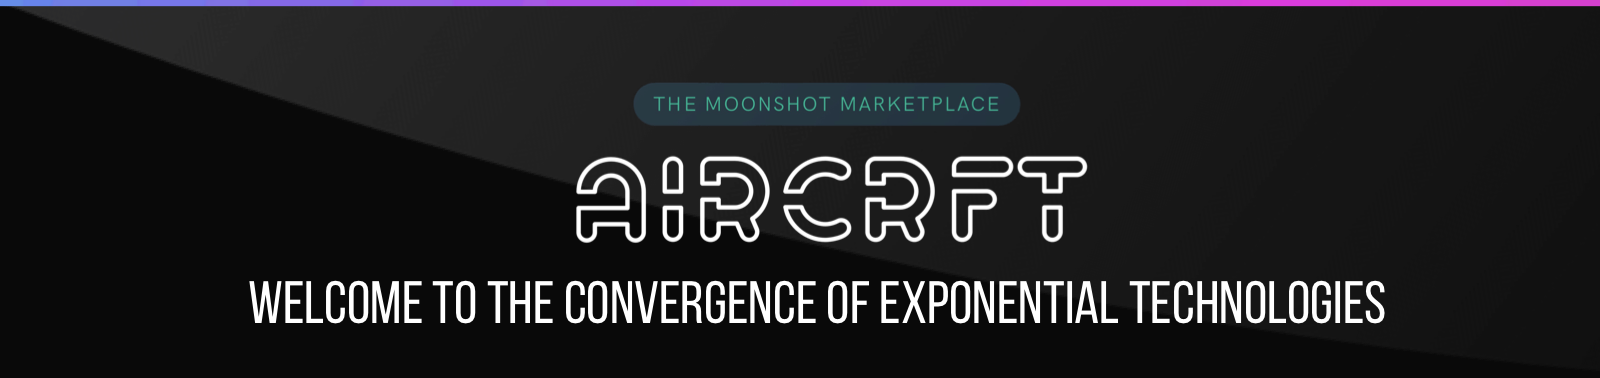 THE MOONSHOT MARKETPLACE
AIRCRFT
WELCOME TO THE CONVERGENCE OF EXPONENTIAL TECHNOLOGIES